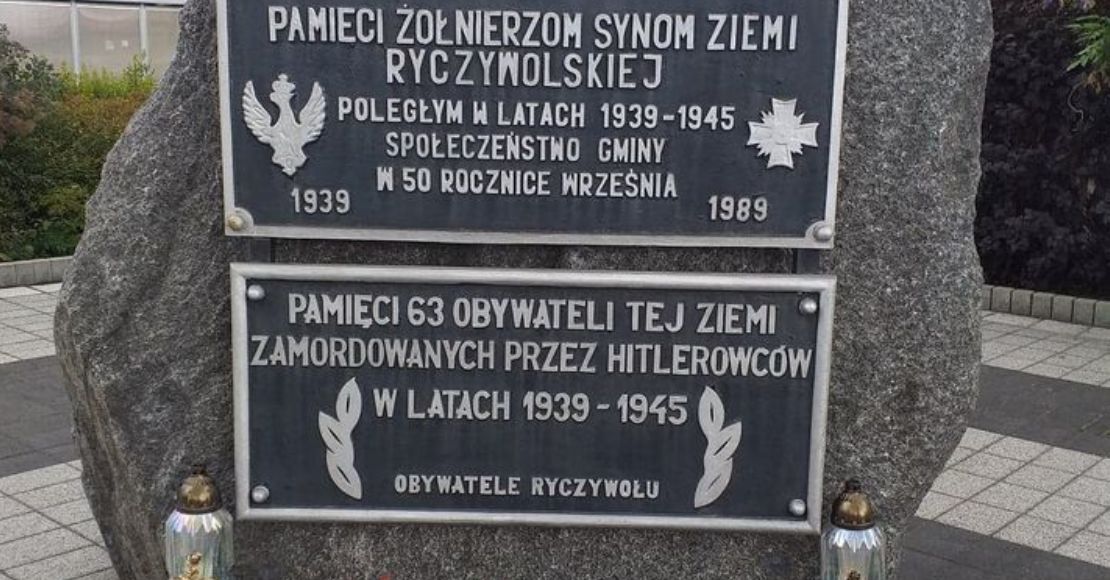 PAMIĘCI ŻOŁNIERZOM SYNOM ZIEMI
RYCZYWOLSKIEJ
POLEGŁYM W LATACH 1939-1945
SPOŁECZEŃSTWO GMINY
W 50 ROCZNICE WRZEŚNIA
1939 1989
PAMIĘCI 63 OBYWATELI TEJ ZIEMI
ZAMORDOWANYCH PRZEZ HITLEROWCÓW
W LATACH 1939-1945
OBYWATELE RYCZYWOŁU